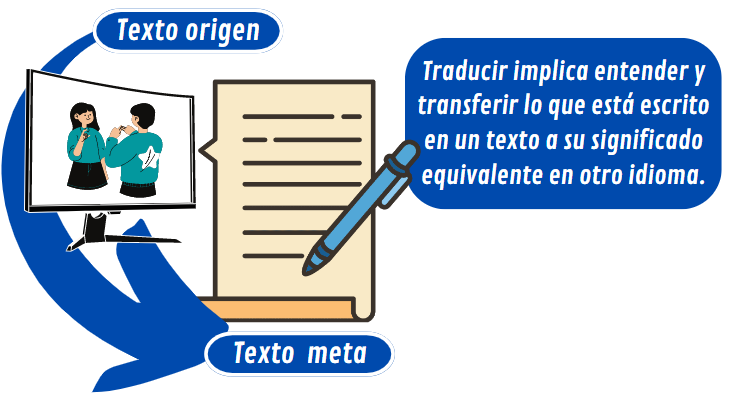 Texto origen
Traducir implica entender y
transferir lo que está escrito
en un texto a su significado
equivalente en otro idioma.
Texto meta